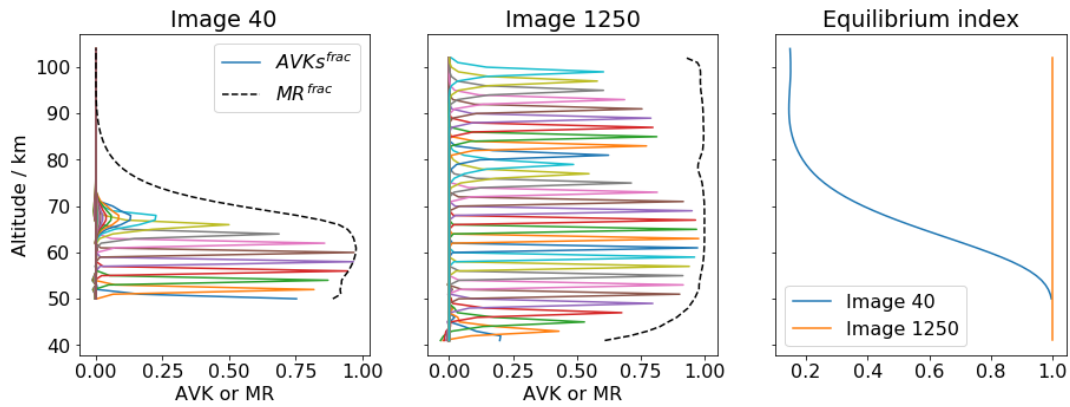 Image 40
Image 1250
Equilibrium index
Altitude / km
100
90
80
70
60
50
40
AVKs^frac
MR^frac
0.00 0.25 0.50 0.75 1.00
AVK or MR
0.00 0.25 0.50 0.75 1.00
AVK or MR
Image 40
Image 1250
0.2 0.4 0.6 0.8 1.0